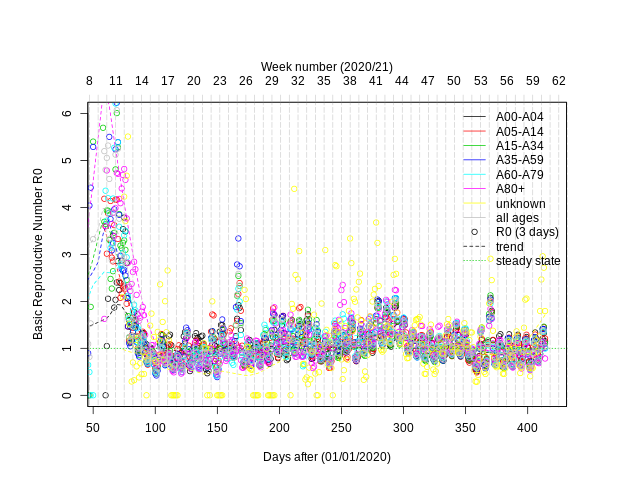 Week number (2020/21)
8 11 14 17 20 23 26 29 32 35 38 41 44 47 50 53 56 59 62
Basic Reproductive Number R0
6
5
4
3
2
1
0
A00-A04
A05-A14
A15-A34
A35-A59
A60-A79
A80+
unknown
all ages
R0 (3 days)
trend
steady state
50 100 150 200 250 300 350 400
Days after (01/01/2020)